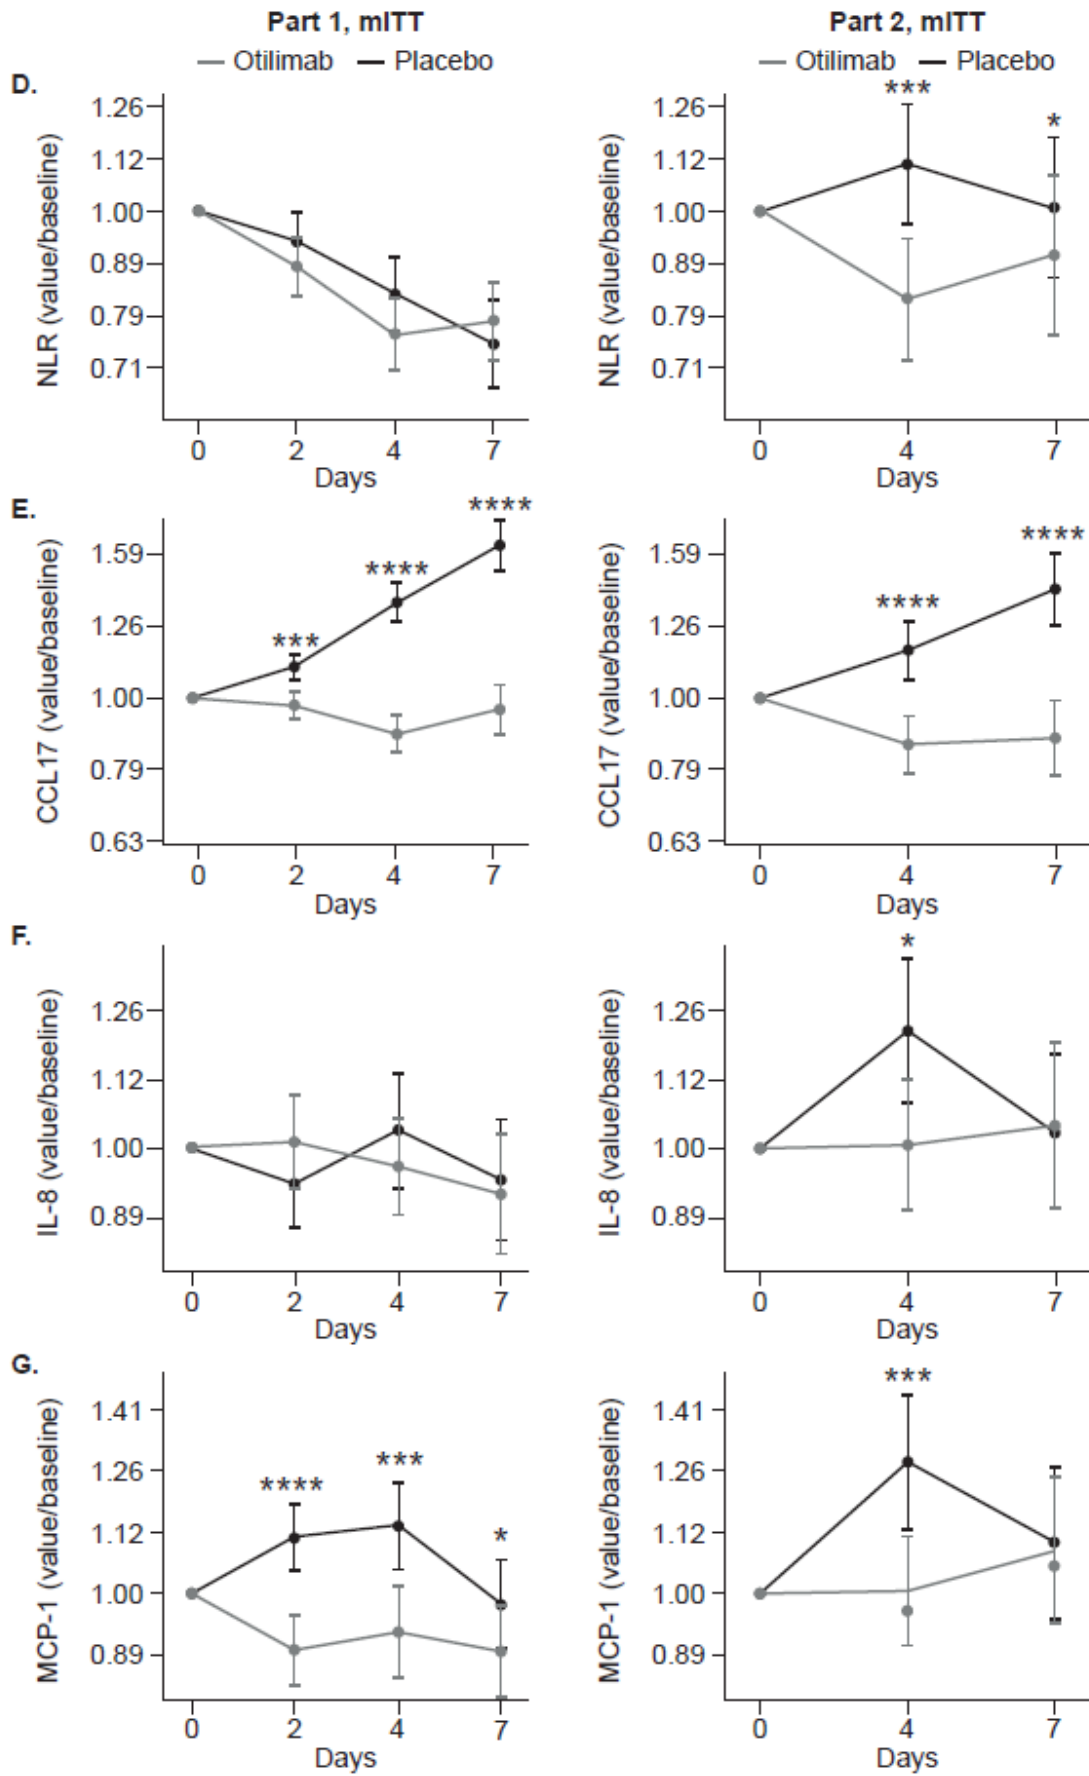 Part 1, mITT
Part 2, mITT
Otilimab Placebo
Otilimab Placebo
D.
NLR (value/baseline)
1.26
1.12
1.00
0.89
0.79
0.71
0 2 4 7
Days
NLR (value/baseline)
1.26
1.12
1.00
0.89
0.79
0.71
*** *
0 4 7
Days
E.
CCL17 (value/baseline)
1.59
1.26
1.00
0.79
0.63
*** **** ****
0 2 4 7
Days
CCL17 (value/baseline)
1.59
1.26
1.00
0.79
0.63
**** ****
0 4 7
Days
F.
IL-8 (value/baseline)
1.26
1.12
1.00
0.89
0 2 4 7
Days
IL-8 (value/baseline)
1.26
1.12
1.00
0.89
*
0 4 7
Days
G.
MCP-1 (value/baseline)
1.41
1.26
1.12
1.00
0.89
**** *** *
0 2 4 7
Days
MCP-1 (value/baseline)
1.41
1.26
1.12
1.00
0.89
***
0 4 7
Days